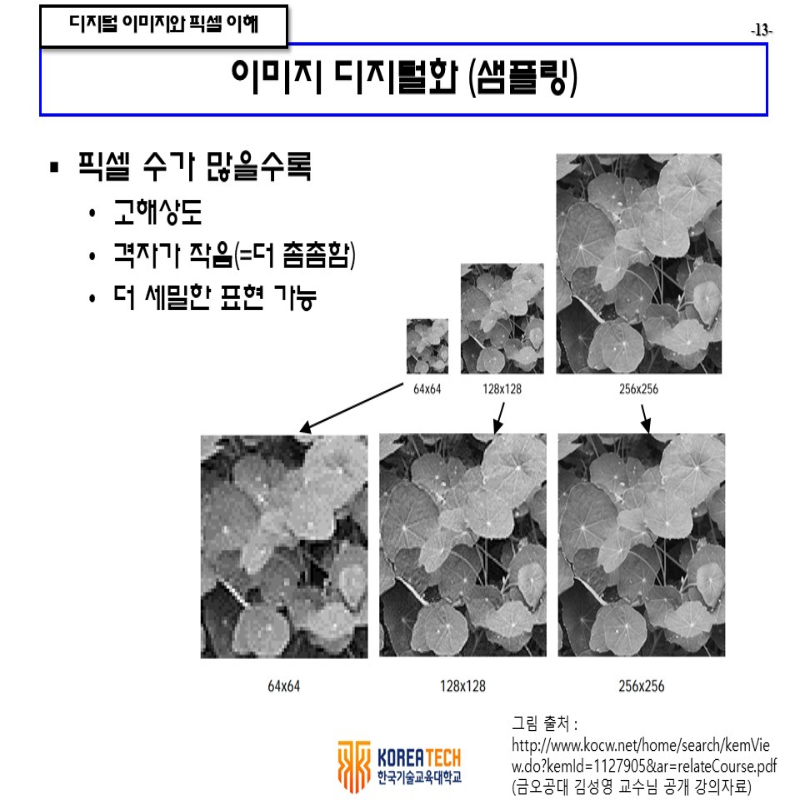 디지털 이미지와 픽셀 이해
-13-
이미지 디지털화 (샘플링)
▪ 픽셀 수가 많을수록
• 고해상도
• 격자가 작음(=더 촘촘함)
• 더 세밀한 표현 가능
64x64
128x128
256x256
64x64
128x128
256x256
그림 출처 :
http://www.kocw.net/home/search/kemVie
w.do?kemId=1127905&ar=relateCourse.pdf
(금오공대 김성영 교수님 공개 강의자료)
KOREATECH
한국기술교육대학교